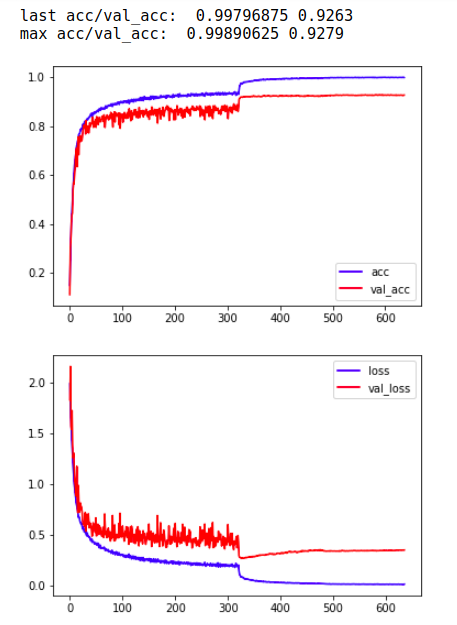 last acc/val_acc:  0.99796875 0.9263
max acc/val_acc:  0.99890625 0.9279
1.0
0.8
0.6
0.4
0.2
acc
val_acc
0 100 200 300 400 500 600
2.0
1.5
1.0
0.5
0.0
loss
val_loss
0 100 200 300 400 500 600